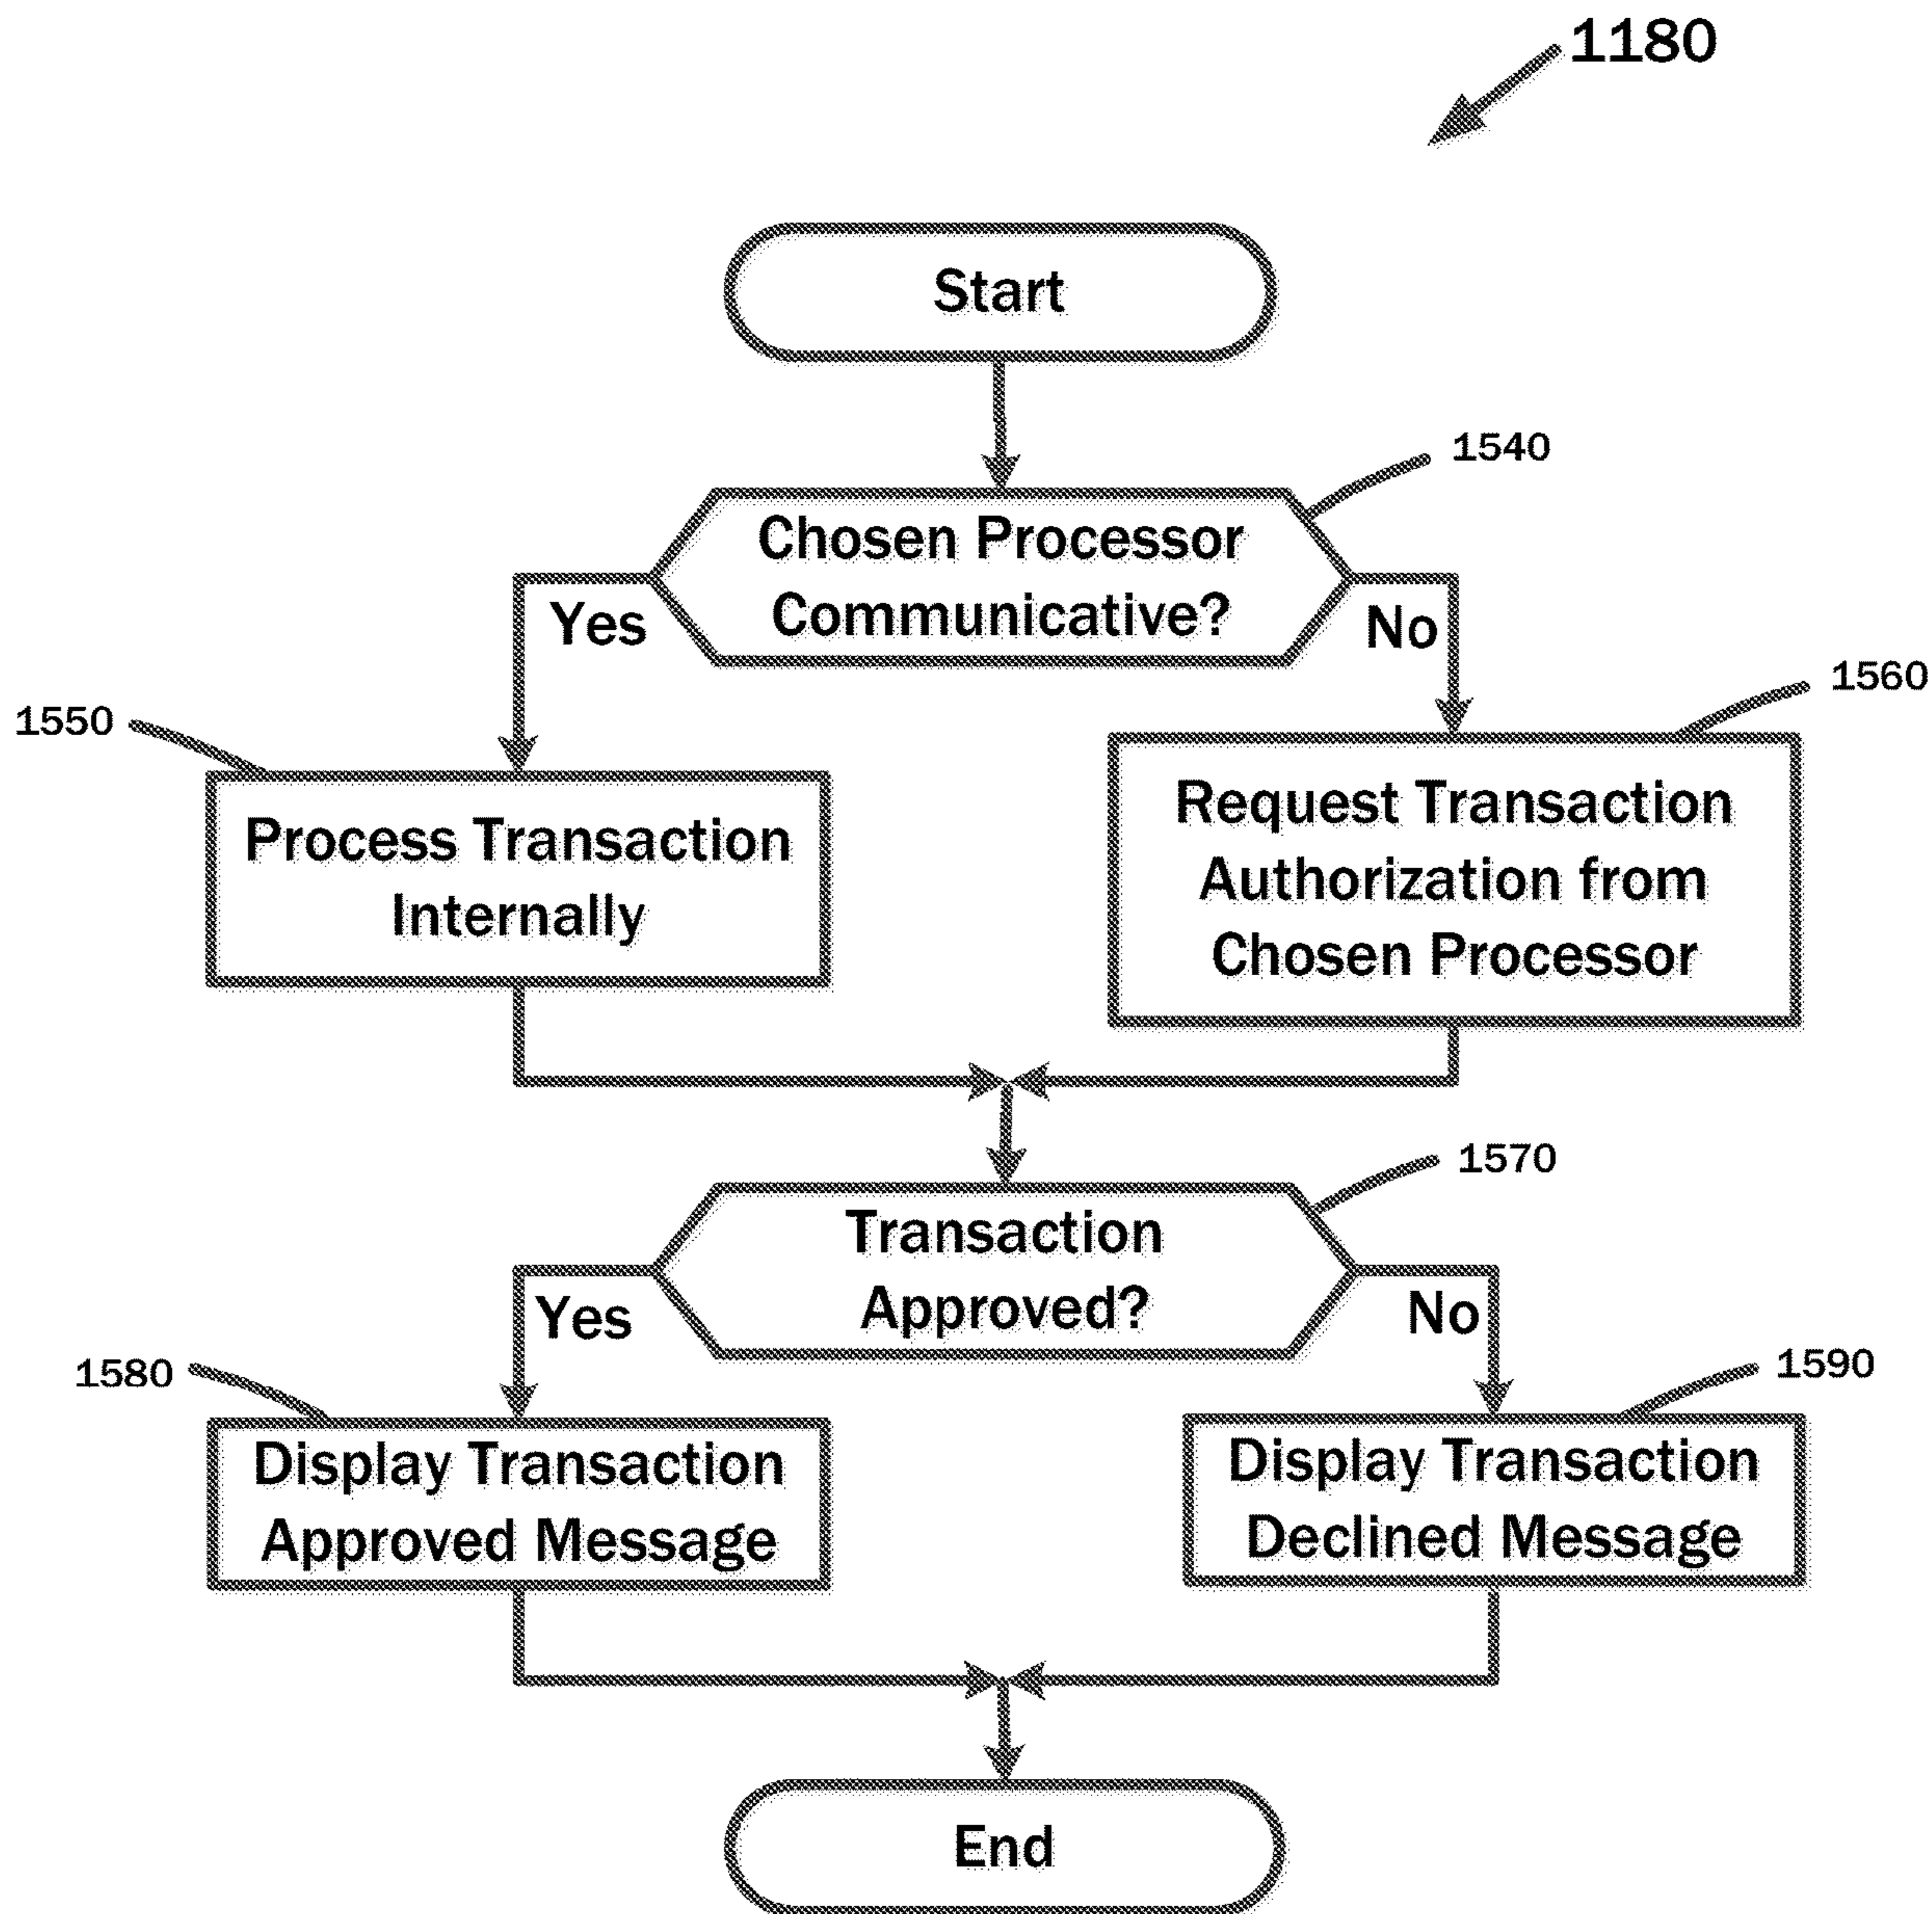 1180
Start
1540
Chosen Processor
Communicative?
Yes
No
1550
1560
Process Transaction
Internally
Request Transaction
Authorization from
Chosen Processor
1570
Transaction
Approved?
Yes
No
1580
1590
Display Transaction
Approved Message
Display Transaction
Declined Message
End